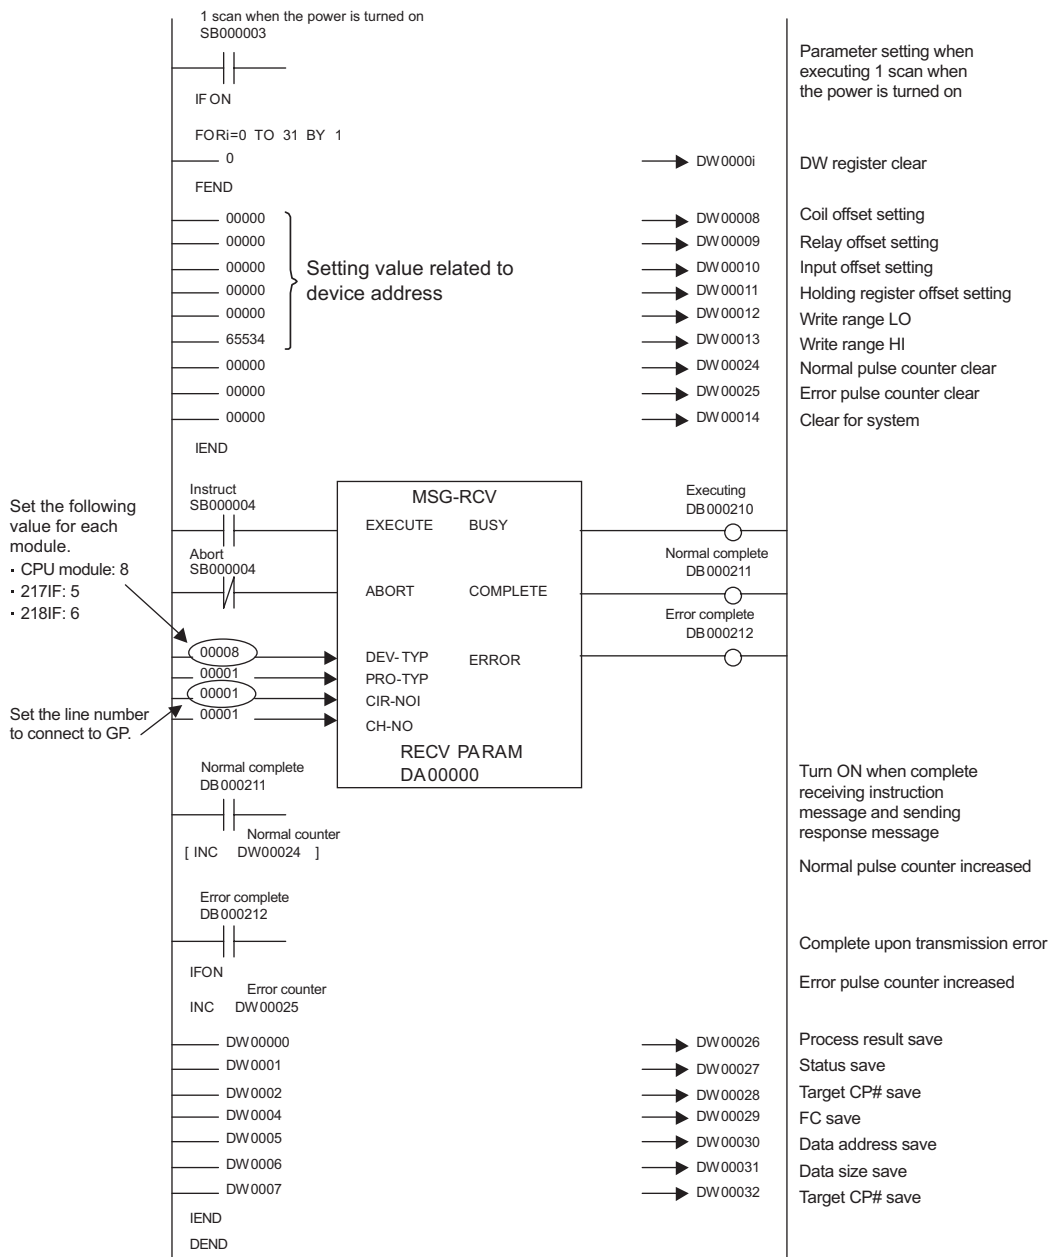 1 scan when the power is turned on
SB000003
Parameter setting when
executing 1 scan when
the power is turned on
IFON
FORi=0 TO 31 BY 1
0 DW0000i DW register clear
FEND
00000 DW00008 Coil offset setting
00000 DW00009 Relay offset setting
00000 DW00010 Input offset setting
00000 DW00011 Holding register offset setting
00000 DW00012 Write range LO
65534 DW00013 Write range HI
Setting value related to
device address
00000 DW00024 Normal pulse counter clear
00000 DW00025 Error pulse counter clear
00000 DW00014 Clear for system
IEND
Set the following
value for each
module.
· CPU module: 8
· 217IF: 5
· 218IF: 6
Instruct
SB000004
Abort
SB000004
MSG-RCV
EXECUTE BUSY
ABORT COMPLETE
DEV-TYP ERROR
PRO-TYP
CIR-NOI
CH-NO
RECV PARAM
DA00000
Executing
DB000210
Normal complete
DB000211
Error complete
DB000212
00008
00001
00001
00001
Set the line number
to connect to GP.
Normal complete
DB000211
Turn ON when complete
receiving instruction
message and sending
response message
Normal counter
[ INC DW00024 ]
Normal pulse counter increased
Error complete
DB000212
Complete upon transmission error
IFON
Error counter
INC DW00025
Error pulse counter increased
DW00000 DW00026 Process result save
DW0001 DW00027 Status save
DW0002 DW00028 Target CP# save
DW0004 DW00029 FC save
DW0005 DW00030 Data address save
DW0006 DW00031 Data size save
DW0007 DW00032 Target CP# save
IEND
DEND